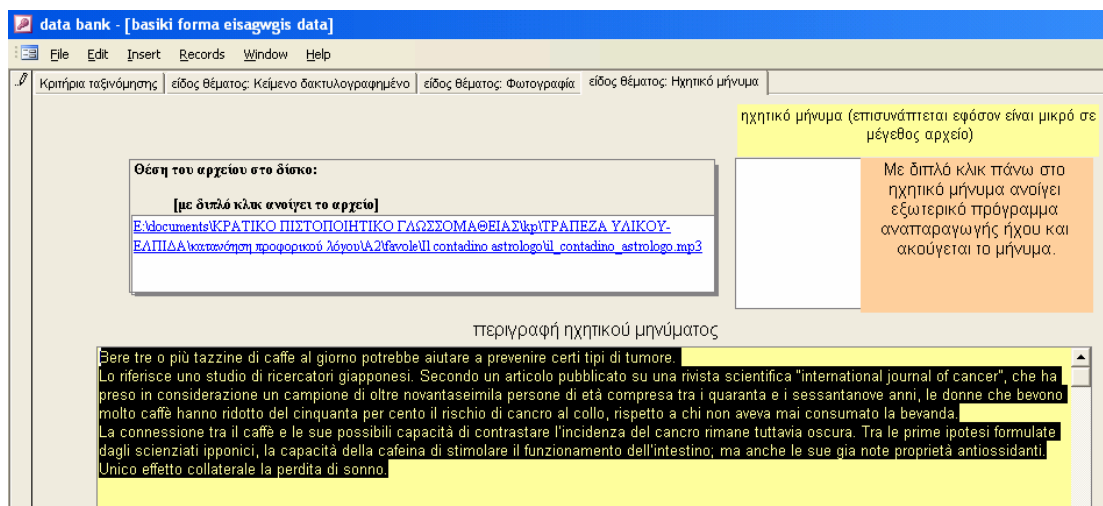 data bank - [basiki forma eisagwgis data]
File Edit Insert Records Window Help
Κριτήρια ταξινόμησης είδος θέματος: Κείμενο δακτυλογραφημένο είδος θέματος: Φωτογραφία είδος θέματος: Ηχητικό μήνυμα
ηχητικό μήνυμα (επισυνάπτεται εφόσον είναι μικρό σε
μέγεθος αρχείο)
Θέση του αρχείου στο δίσκο:
[με διπλό κλικ ανοίγει το αρχείο]
E:\documents\ΚΡΑΤΙΚΟ ΠΙΣΤΟΠΟΙΗΤΙΚΟ ΓΛΩΣΣΟΜΑΘΕΙΑΣ\kp\ΤΡΑΠΕΖΑ ΥΛΙΚΟΥ-
ΕΛΠΙΔΑ\κατανόηση προφορικού λόγου\A2\favole\Il contadino astrologo\il_contadino_astrologo.mp3
Με διπλό κλικ πάνω στο
ηχητικό μήνυμα ανοίγει
εξωτερικό πρόγραμμα
αναπαραγωγής ήχου και
ακούγεται το μήνυμα.
περιγραφή ηχητικού μηνύματος
Bere tre o più tazzine di caffe al giorno potrebbe aiutare a prevenire certi tipi di tumore.
Lo riferisce uno studio di ricercatori giapponesi. Secondo un articolo pubblicato su una rivista scientifica "international journal of cancer", che ha
preso in considerazione un campione di oltre novantaseimila persone di età compresa tra i quaranta e i sessantanove anni, le donne che bevono
molto caffè hanno ridotto del cinquanta per cento il rischio di cancro al collo, rispetto a chi non aveva mai consumato la bevanda.
La connessione tra il caffè e le sue possibili capacità di contrastare l'incidenza del cancro rimane tuttavia oscura. Tra le prime ipotesi formulate
dagli scienziati ipponici, la capacità della cafeina di stimolare il funzionamento dell'intestino; ma anche le sue gia note proprietà antiossidanti.
Unico effetto collaterale la perdita di sonno.